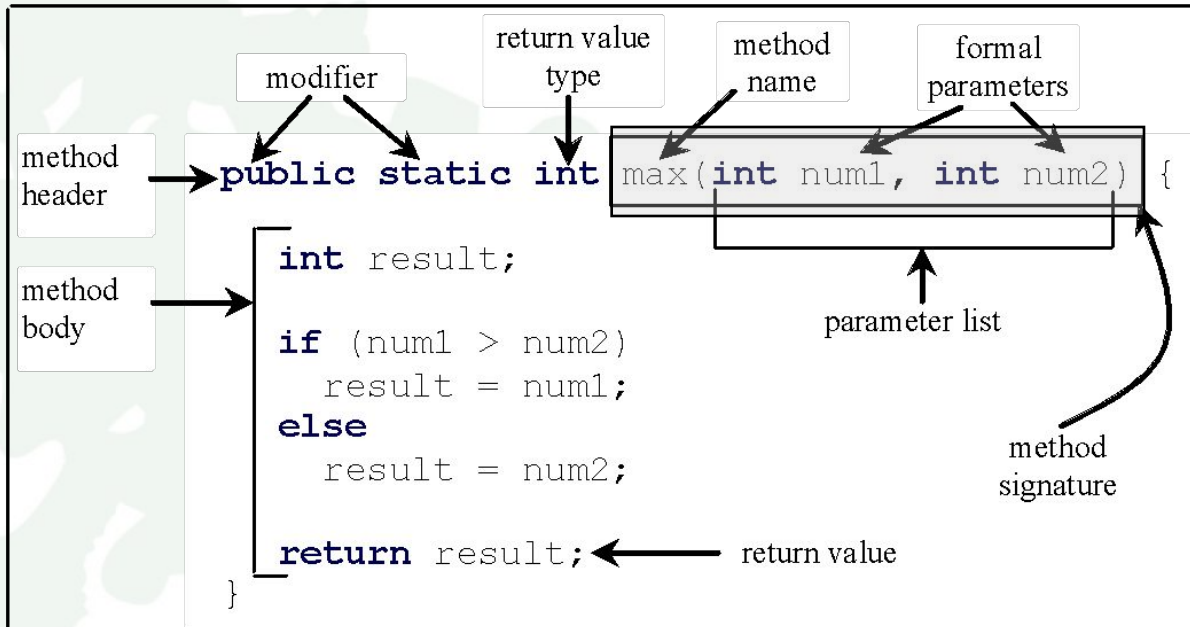 return value
type
method
name
formal
parameters
modifier
method
header
public static int max(int num1, int num2) {
method
body
int result;
if (num1 > num2)
result = num1;
else
result = num2;
return result;
}
parameter list
method
signature
return value